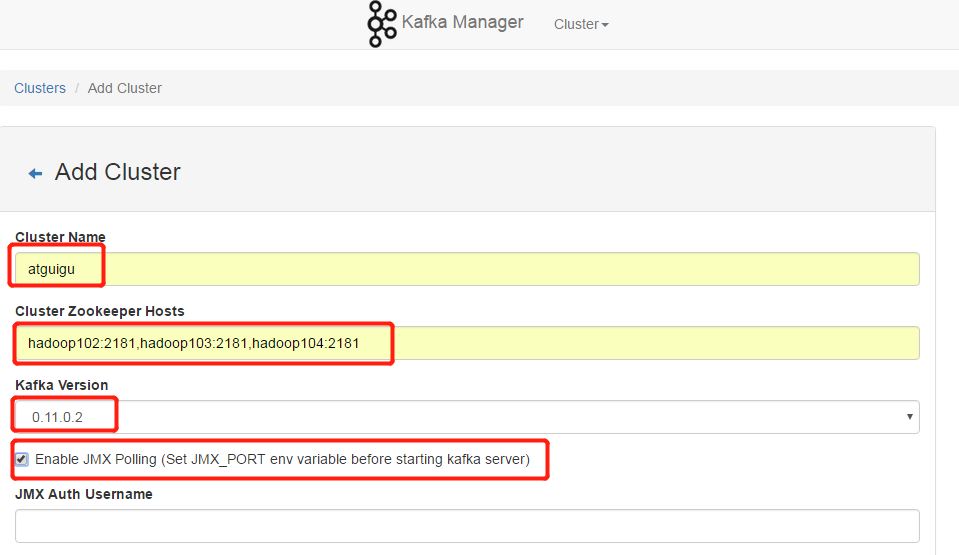 Kafka Manager Cluster
Clusters / Add Cluster
Add Cluster
Cluster Name
atguigu
Cluster Zookeeper Hosts
hadoop102:2181,hadoop103:2181,hadoop104:2181
Kafka Version
0.11.0.2
Enable JMX Polling (Set JMX_PORT env variable before starting kafka server)
JMX Auth Username